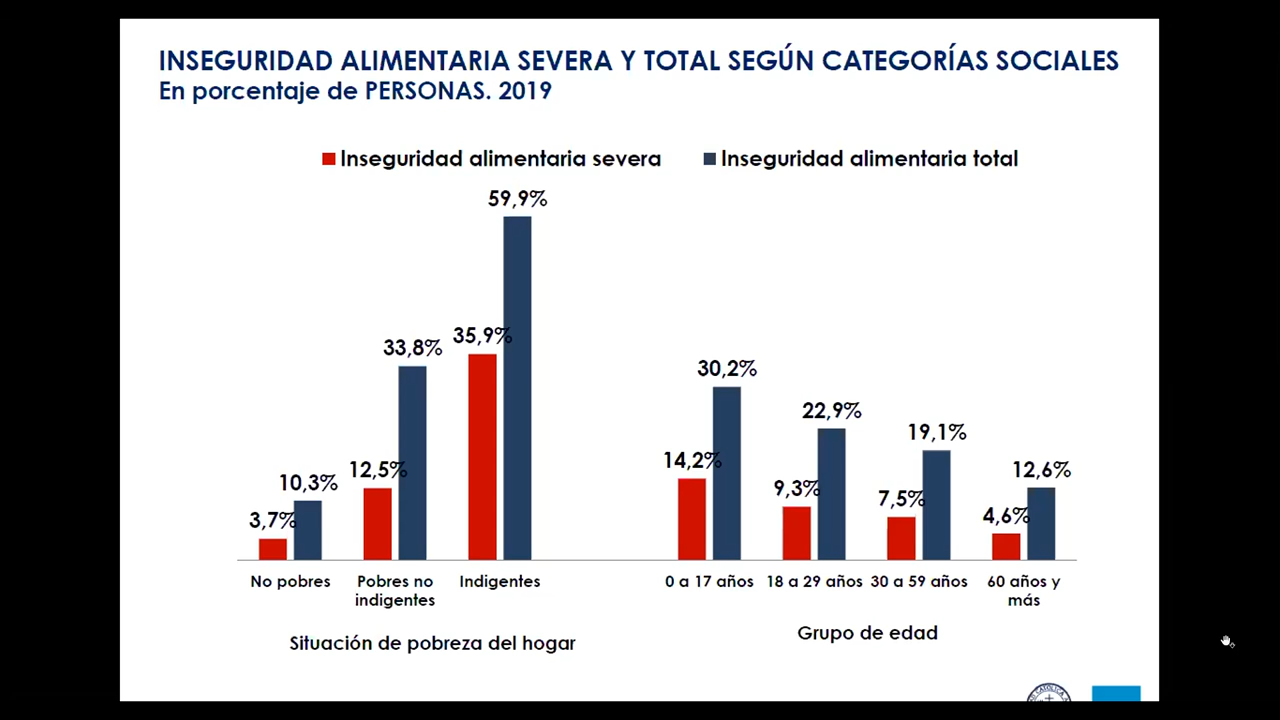 INSEGURIDAD ALIMENTARIA SEVERA Y TOTAL SEGÚN CATEGORÍAS SOCIALES
En porcentaje de PERSONAS. 2019
Inseguridad alimentaria severa Inseguridad alimentaria total
3,7% 10,3% 12,5% 33,8% 35,9% 59,9% 14,2% 30,2% 9,3% 22,9% 7,5% 19,1% 4,6% 12,6%
No pobres Pobres no Indigentes 0 a 17 años 18 a 29 años 30 a 59 años 60 años y
indigentes más
Situación de pobreza del hogar Grupo de edad